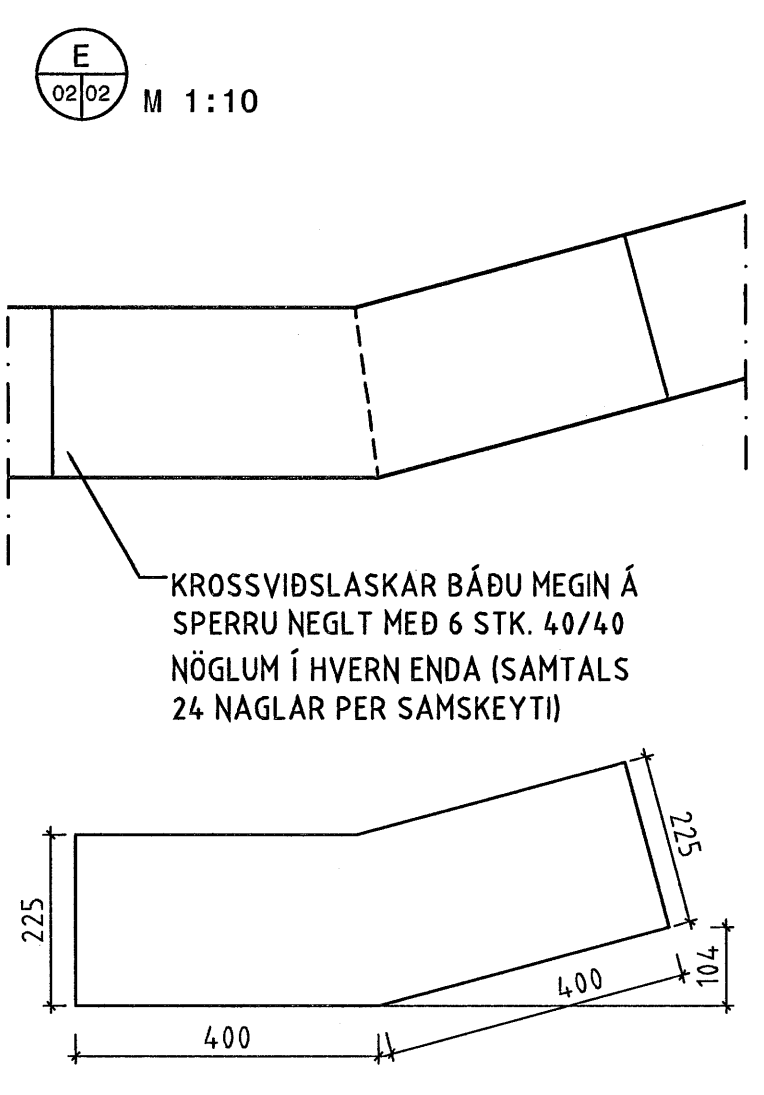 E
02 02
M 1:10
KROSSVIÐSLASKAR BÁÐU MEGIN Á
SPERRU NEGLT MEÐ 6 STK. 40/40
NÖGLUM Í HVERN ENDA (SAMTALS
24 NAGLAR PER SAMSKEYTI)
225
225
104
400
400